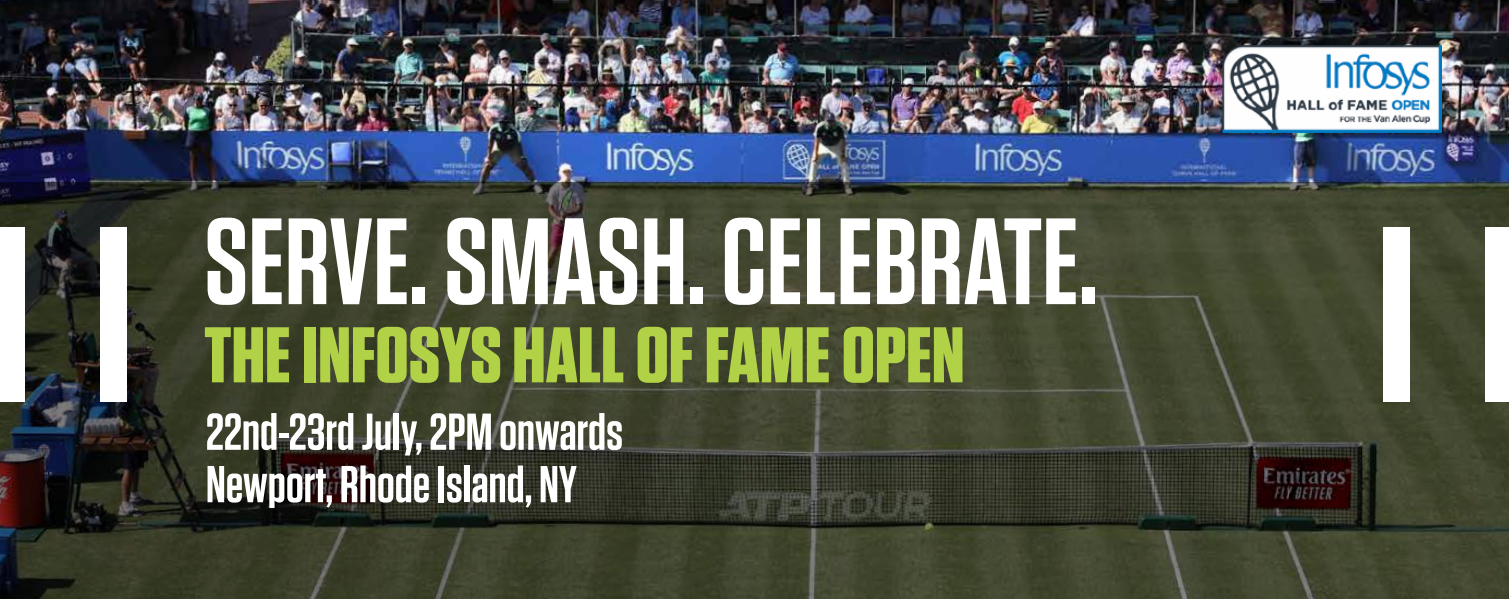 Infosys
HALL of FAME OPEN
FOR THE Van Alen Cup
Infosys
Infosys
Infosys
Infosys
SERVE. SMASH. CELEBRATE.
THE INFOSYS HALL OF FAME OPEN
22nd-23rd July, 2PM onwards
Newport, Rhode Island, NY
Emirates
FLY BETTER
ATP TOUR